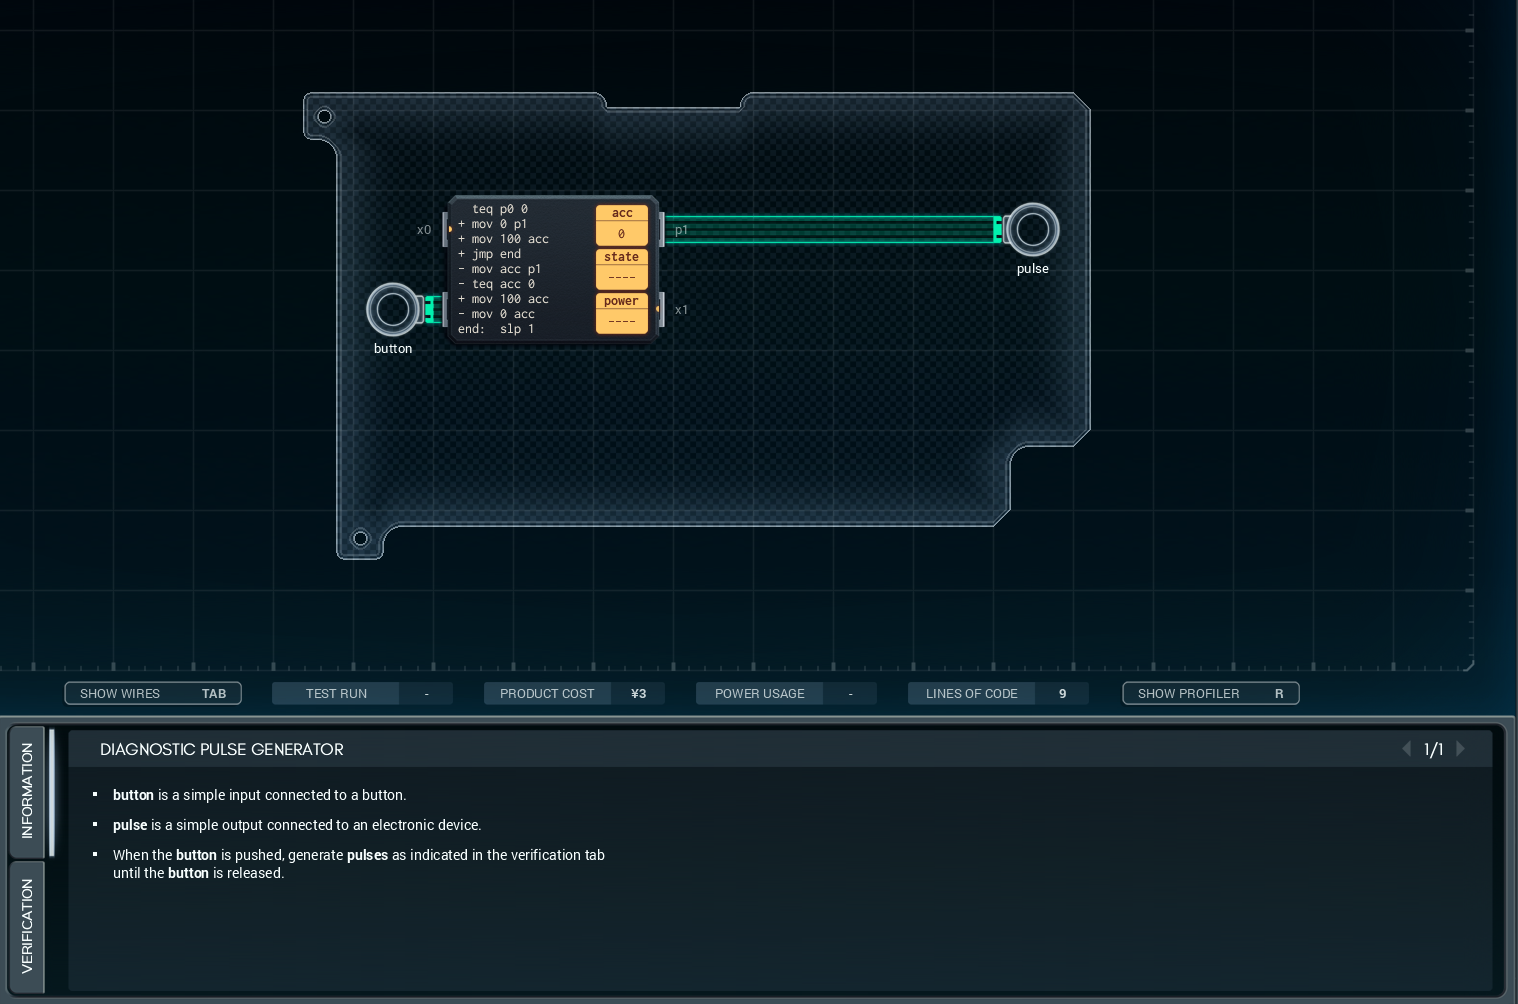 teq p0 0
+ mov 0 p1
+ mov 100 acc
+ jmp end
- mov acc p1
- teq acc 0
+ mov 100 acc
- mov 0 acc
end:  slp 1
acc
0
state
----
power
----
x0
p1
x1
button
pulse
SHOW WIRES TAB
TEST RUN -
PRODUCT COST ¥3
POWER USAGE -
LINES OF CODE 9
SHOW PROFILER R
INFORMATION
VERIFICATION
DIAGNOSTIC PULSE GENERATOR
1/1
▪ button is a simple input connected to a button.
▪ pulse is a simple output connected to an electronic device.
▪ When the button is pushed, generate pulses as indicated in the verification tab
until the button is released.